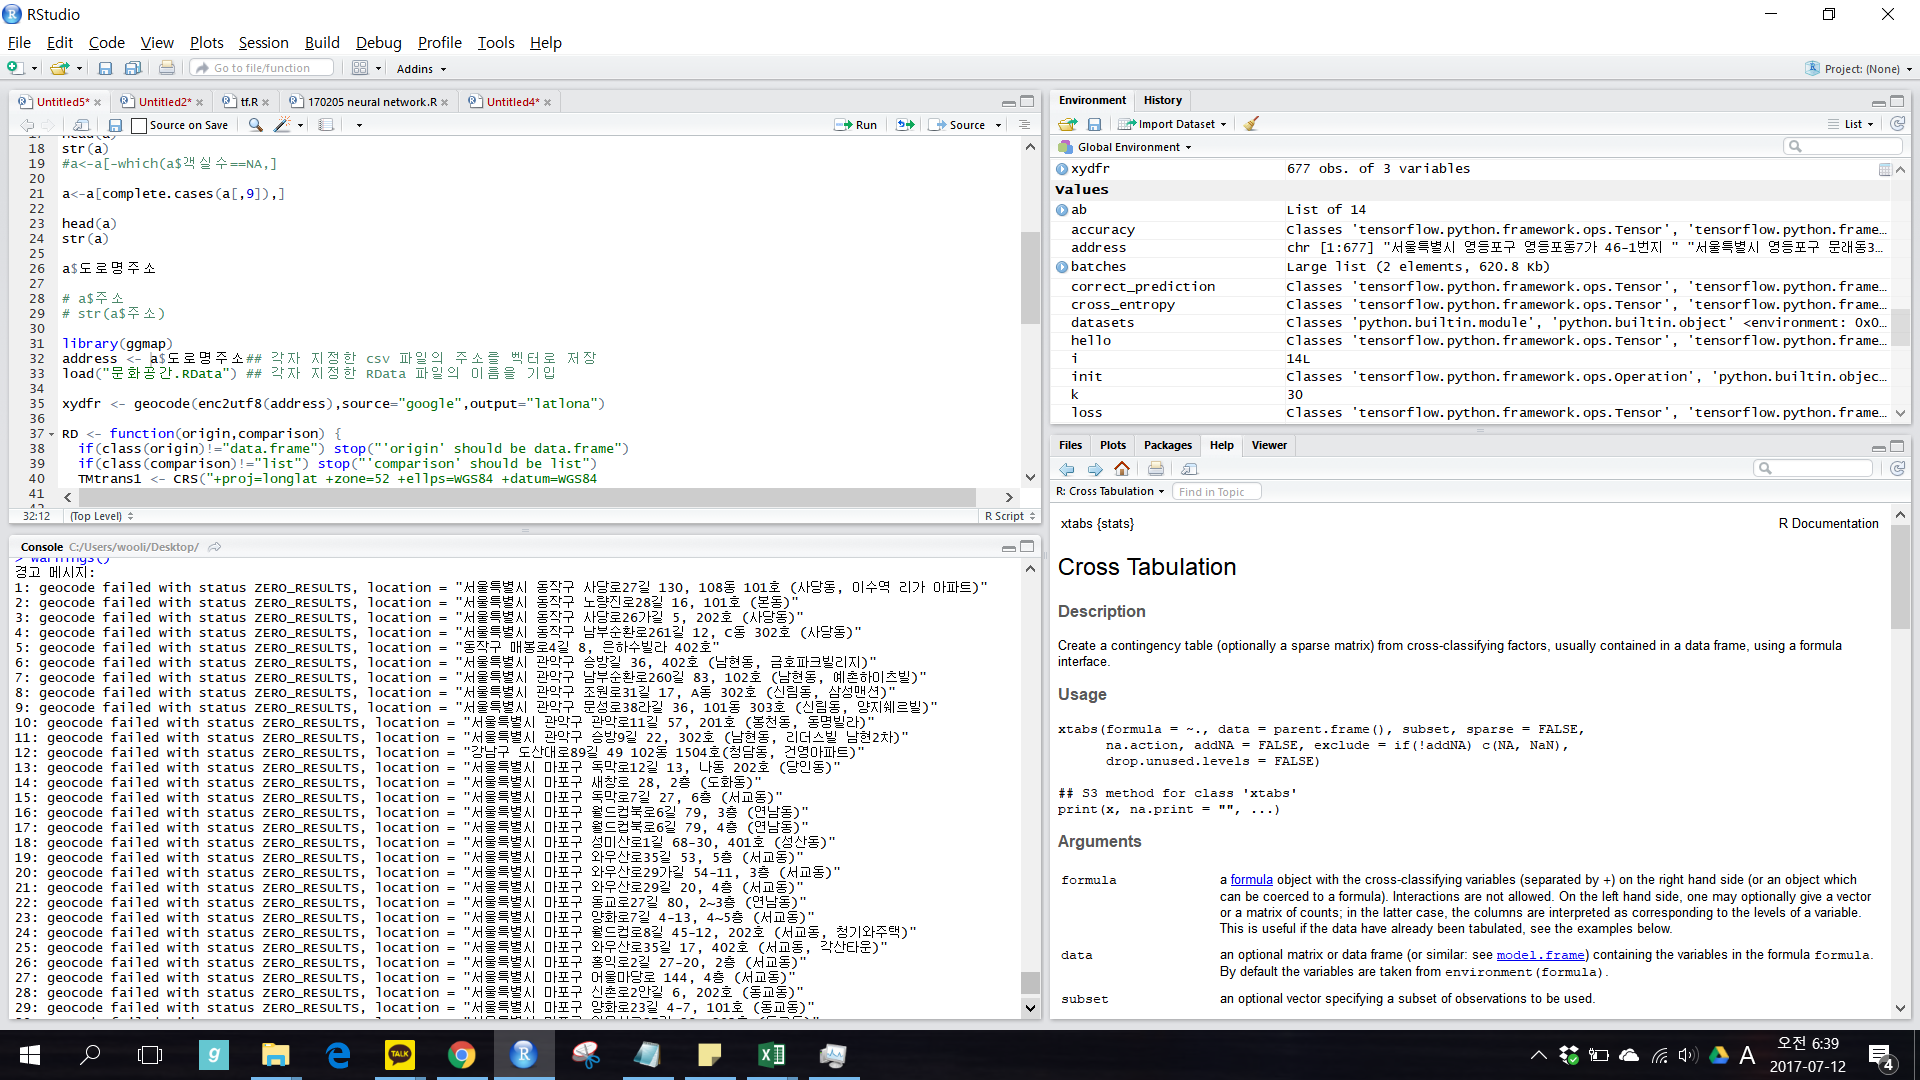 RStudio
File Edit Code View Plots Session Build Debug Profile Tools Help
Go to file/function Addins Project: (None)
Untitled5* Untitled2* tf.R 170205 neural network.R Untitled4*
Source on Save Run Source
18 str(a)
19 #a<-a[-which(a$객실수==NA,]
20
21 a<-a[complete.cases(a[,9]),]
22
23 head(a)
24 str(a)
25
26 a$도로명주소
27
28 # a$주소
29 # str(a$주소)
30
31 library(ggmap)
32 address <- a$도로명주소## 각자 지정한 csv 파일의 주소를 벡터로 저장
33 load("문화공간.RData") ## 각자 지정한 RData 파일의 이름을 기입
34
35 xydfr <- geocode(enc2utf8(address),source="google",output="latlona")
36
37 RD <- function(origin,comparison) {
38 if(class(origin)!="data.frame") stop("'origin' should be data.frame")
39 if(class(comparison)!="list") stop("'comparison' should be list")
40 TMtrans1 <- CRS("+proj=longlat +zone=52 +ellps=WGS84 +datum=WGS84
41
32:12 (Top Level) R Script
Console C:/Users/wooli/Desktop/
> warnings()
경고 메시지:
1: geocode failed with status ZERO_RESULTS, location = "서울특별시 동작구 사당로27길 130, 108동 101호 (사당동, 이수역 리가 아파트)"
2: geocode failed with status ZERO_RESULTS, location = "서울특별시 동작구 노량진로28길 16, 101호 (본동)"
3: geocode failed with status ZERO_RESULTS, location = "서울특별시 동작구 사당로26가길 5, 202호 (사당동)"
4: geocode failed with status ZERO_RESULTS, location = "서울특별시 동작구 남부순환로261길 12, C동 302호 (사당동)"
5: geocode failed with status ZERO_RESULTS, location = "동작구 매봉로4길 8, 은하수빌라 402호"
6: geocode failed with status ZERO_RESULTS, location = "서울특별시 관악구 승방길 36, 402호 (남현동, 금호파크빌리지)"
7: geocode failed with status ZERO_RESULTS, location = "서울특별시 관악구 남부순환로260길 83, 102호 (남현동, 예촌하이츠빌)"
8: geocode failed with status ZERO_RESULTS, location = "서울특별시 관악구 조원로31길 17, A동 302호 (신림동, 삼성맨션)"
9: geocode failed with status ZERO_RESULTS, location = "서울특별시 관악구 문성로38라길 36, 101동 303호 (신림동, 양지쉐르빌)"
10: geocode failed with status ZERO_RESULTS, location = "서울특별시 관악구 관악로11길 57, 201호 (봉천동, 동명빌라)"
11: geocode failed with status ZERO_RESULTS, location = "서울특별시 관악구 승방9길 22, 302호 (남현동, 리더스빌 남현2차)"
12: geocode failed with status ZERO_RESULTS, location = "강남구 도산대로89길 49 102동 1504호(청담동, 건영아파트)"
13: geocode failed with status ZERO_RESULTS, location = "서울특별시 마포구 독막로12길 13, 나동 202호 (당인동)"
14: geocode failed with status ZERO_RESULTS, location = "서울특별시 마포구 새창로 28, 2층 (도화동)"
15: geocode failed with status ZERO_RESULTS, location = "서울특별시 마포구 독막로7길 27, 6층 (서교동)"
16: geocode failed with status ZERO_RESULTS, location = "서울특별시 마포구 월드컵북로6길 79, 3층 (연남동)"
17: geocode failed with status ZERO_RESULTS, location = "서울특별시 마포구 월드컵북로6길 79, 4층 (연남동)"
18: geocode failed with status ZERO_RESULTS, location = "서울특별시 마포구 성미산로1길 68-30, 401호 (성산동)"
19: geocode failed with status ZERO_RESULTS, location = "서울특별시 마포구 와우산로35길 53, 5층 (서교동)"
20: geocode failed with status ZERO_RESULTS, location = "서울특별시 마포구 와우산로29가길 54-11, 3층 (서교동)"
21: geocode failed with status ZERO_RESULTS, location = "서울특별시 마포구 와우산로29길 20, 4층 (서교동)"
22: geocode failed with status ZERO_RESULTS, location = "서울특별시 마포구 동교로27길 80, 2~3층 (연남동)"
23: geocode failed with status ZERO_RESULTS, location = "서울특별시 마포구 양화로7길 4-13, 4~5층 (서교동)"
24: geocode failed with status ZERO_RESULTS, location = "서울특별시 마포구 월드컵로8길 45-12, 202호 (서교동, 청기와주택)"
25: geocode failed with status ZERO_RESULTS, location = "서울특별시 마포구 와우산로35길 17, 402호 (서교동, 각산타운)"
26: geocode failed with status ZERO_RESULTS, location = "서울특별시 마포구 홍익로2길 27-20, 2층 (서교동)"
27: geocode failed with status ZERO_RESULTS, location = "서울특별시 마포구 어울마당로 144, 4층 (서교동)"
28: geocode failed with status ZERO_RESULTS, location = "서울특별시 마포구 신촌로2안길 6, 202호 (동교동)"
29: geocode failed with status ZERO_RESULTS, location = "서울특별시 마포구 양화로23길 4-7, 101호 (동교동)"
Environment History
Import Dataset List
Global Environment
xydfr 677 obs. of 3 variables
Values
ab List of 14
accuracy Classes 'tensorflow.python.framework.ops.Tensor', 'tensorflow.python.frame…
address chr [1:677] "서울특별시 영등포구 영등포동7가 46-1번지 " "서울특별시 영등포구 문래동3…
batches Large list (2 elements, 620.8 Kb)
correct_prediction Classes 'tensorflow.python.framework.ops.Tensor', 'tensorflow.python.frame…
cross_entropy Classes 'tensorflow.python.framework.ops.Tensor', 'tensorflow.python.frame…
datasets Classes 'python.builtin.module', 'python.builtin.object' <environment: 0x0…
hello Classes 'tensorflow.python.framework.ops.Tensor', 'tensorflow.python.frame…
i 14L
init Classes 'tensorflow.python.framework.ops.Operation', 'python.builtin.objec…
k 30
loss Classes 'tensorflow.python.framework.ops.Tensor', 'tensorflow.python.frame…
Files Plots Packages Help Viewer
R: Cross Tabulation Find in Topic
xtabs {stats} R Documentation
Cross Tabulation
Description
Create a contingency table (optionally a sparse matrix) from cross-classifying factors, usually contained in a data frame, using a formula
interface.
Usage
xtabs(formula = ~., data = parent.frame(), subset, sparse = FALSE,
na.action, addNA = FALSE, exclude = if(!addNA) c(NA, NaN),
drop.unused.levels = FALSE)
## S3 method for class 'xtabs'
print(x, na.print = "", ...)
Arguments
formula a formula object with the cross-classifying variables (separated by +) on the right hand side (or an object which
can be coerced to a formula). Interactions are not allowed. On the left hand side, one may optionally give a vector
or a matrix of counts; in the latter case, the columns are interpreted as corresponding to the levels of a variable.
This is useful if the data have already been tabulated, see the examples below.
data an optional matrix or data frame (or similar: see model.frame) containing the variables in the formula formula.
By default the variables are taken from environment(formula).
subset an optional vector specifying a subset of observations to be used.
TALK
A
오전 6:39
2017-07-12
4